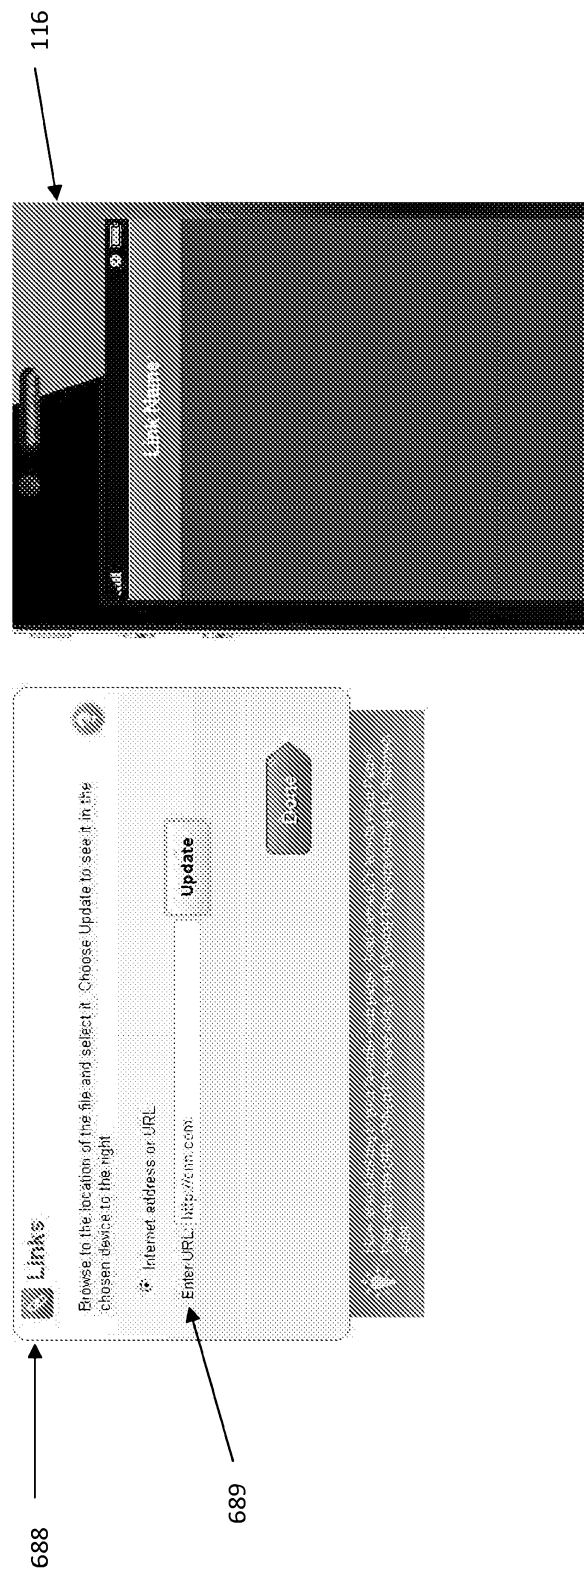 688
Links
Browse to the location of the file and select it. Choose Update to see it in the
chosen device to the right
Internet address or URL
Enter URL: http://cnn.com
Update
Done
689
Link Name
116